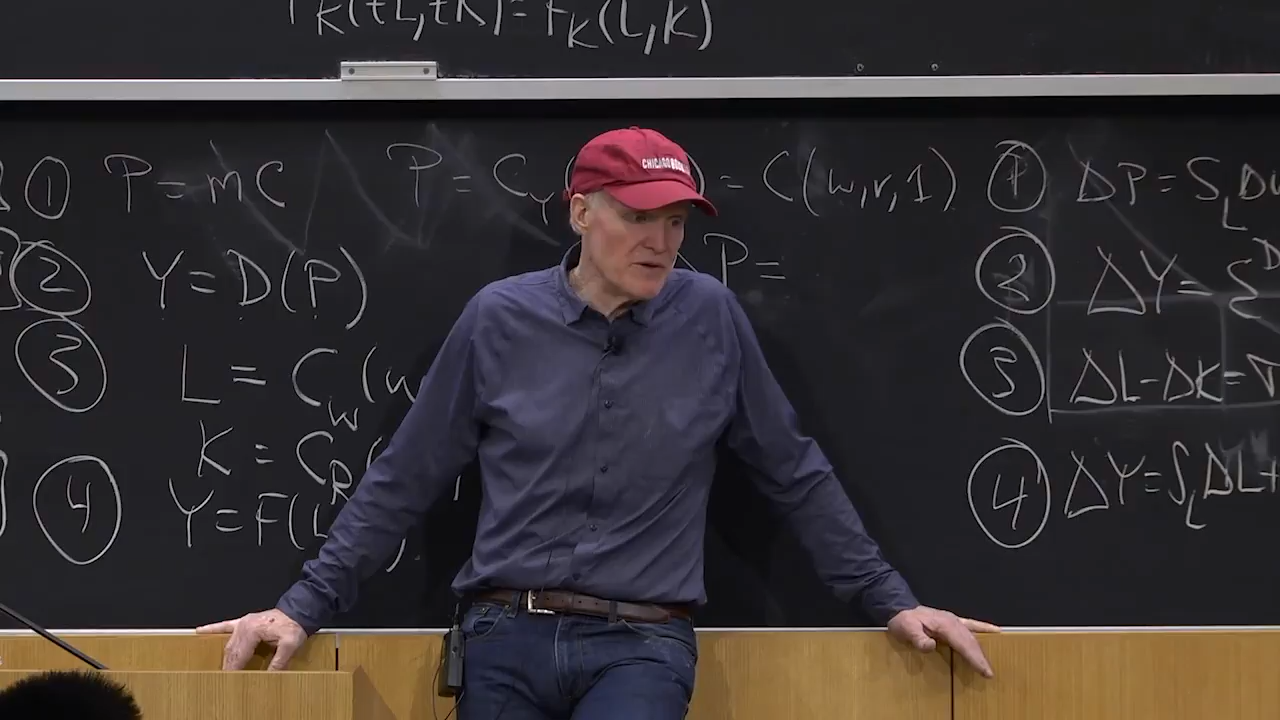 F_K(tL,tK) = F_K(L,K)
CHICAGO
① P = MC P = C_Y = C(w,r,1)
P =
② Y = D(P)
③ L = C_w(w
K = C_R(
④ Y = F(L
① ΔP = S_L Δw
② ΔY = Σ^D
③ ΔL - ΔK =
④ ΔY = S_L ΔL +